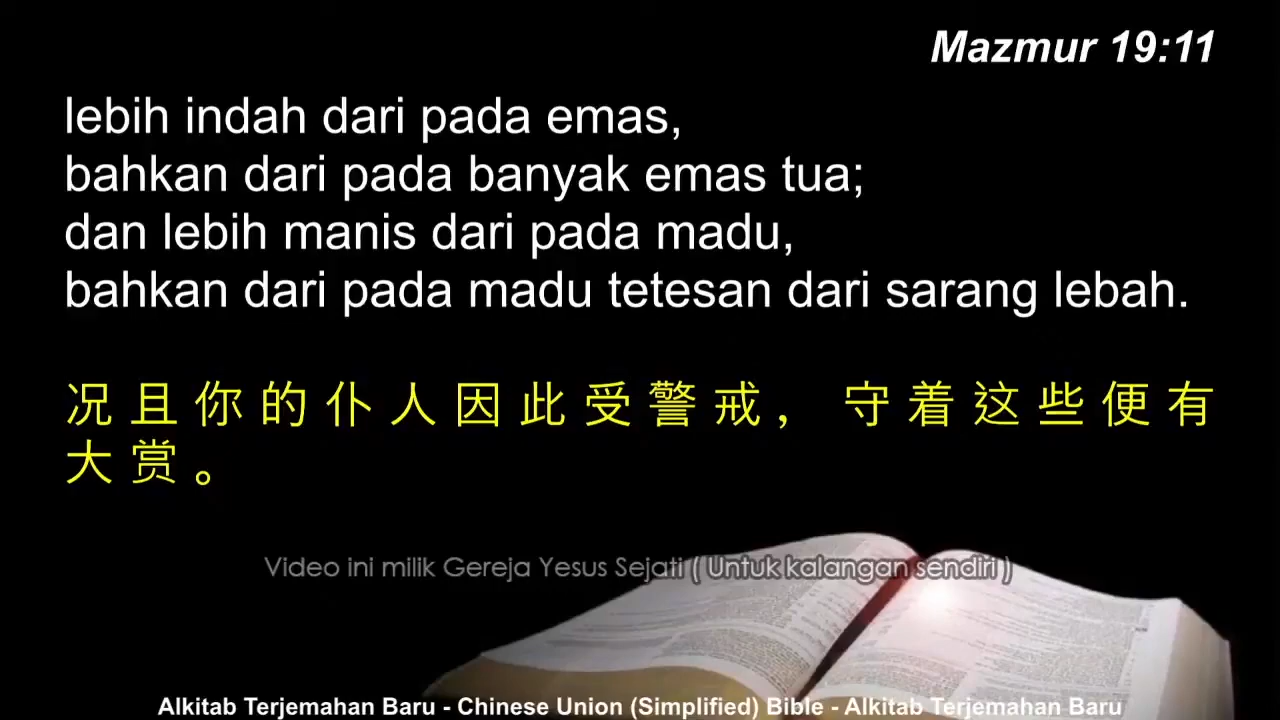 Mazmur 19:11
lebih indah dari pada emas,
bahkan dari pada banyak emas tua;
dan lebih manis dari pada madu,
bahkan dari pada madu tetesan dari sarang lebah.
况且你的仆人因此受警戒，守着这些便有
大赏。
Video ini milik Gereja Yesus Sejati ( Untuk kalangan sendiri )
Alkitab Terjemahan Baru - Chinese Union (Simplified) Bible - Alkitab Terjemahan Baru